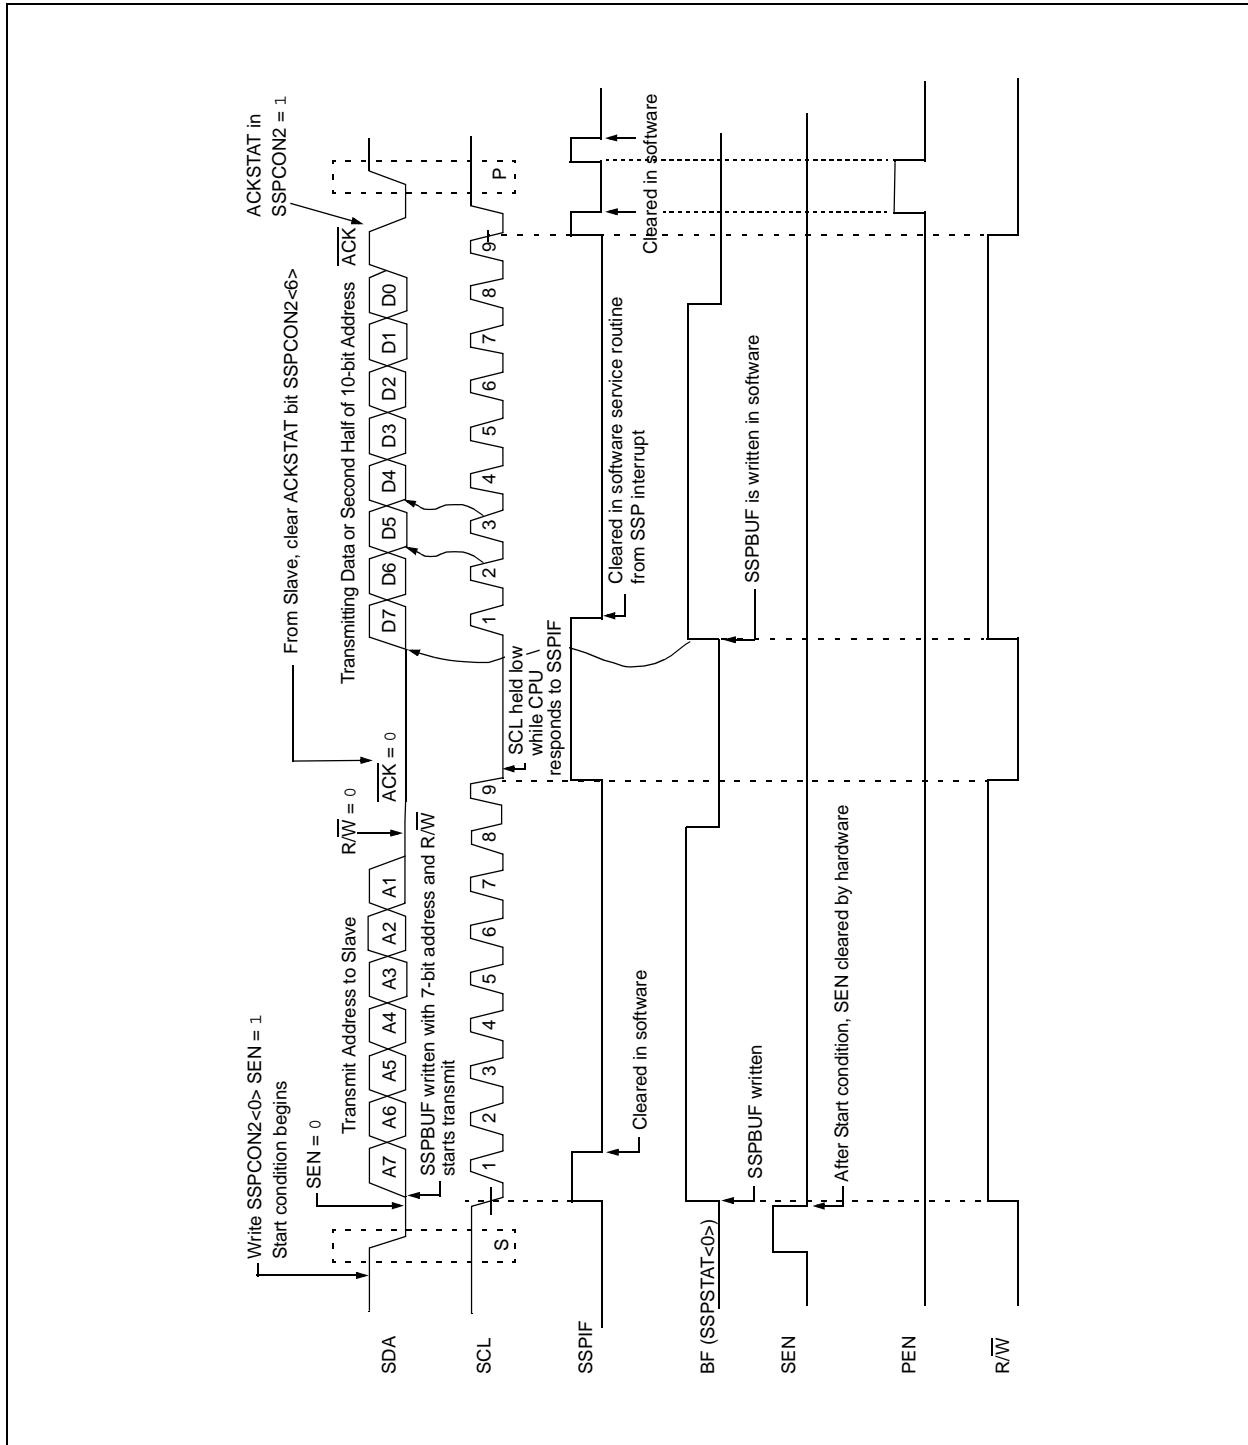 Write SSPCON2<0> SEN = 1
Start condition begins
SEN = 0
Transmit Address to Slave
R/W = 0
From Slave, clear ACKSTAT bit SSPCON2<6>
ACK = 0
Transmitting Data or Second Half of 10-bit Address
ACK
ACKSTAT in
SSPCON2 = 1
SDA
A7 A6 A5 A4 A3 A2 A1
D7 D6 D5 D4 D3 D2 D1 D0
SSPBUF written with 7-bit address and R/W
starts transmit
SCL
S
1 2 3 4 5 6 7 8 9
1 2 3 4 5 6 7 8 9
P
SCL held low
while CPU
responds to SSPIF
SSPIF
Cleared in software
Cleared in software service routine
from SSP interrupt
Cleared in software
BF (SSPSTAT<0>)
SSPBUF written
SSPBUF is written in software
SEN
After Start condition, SEN cleared by hardware
PEN
R/W